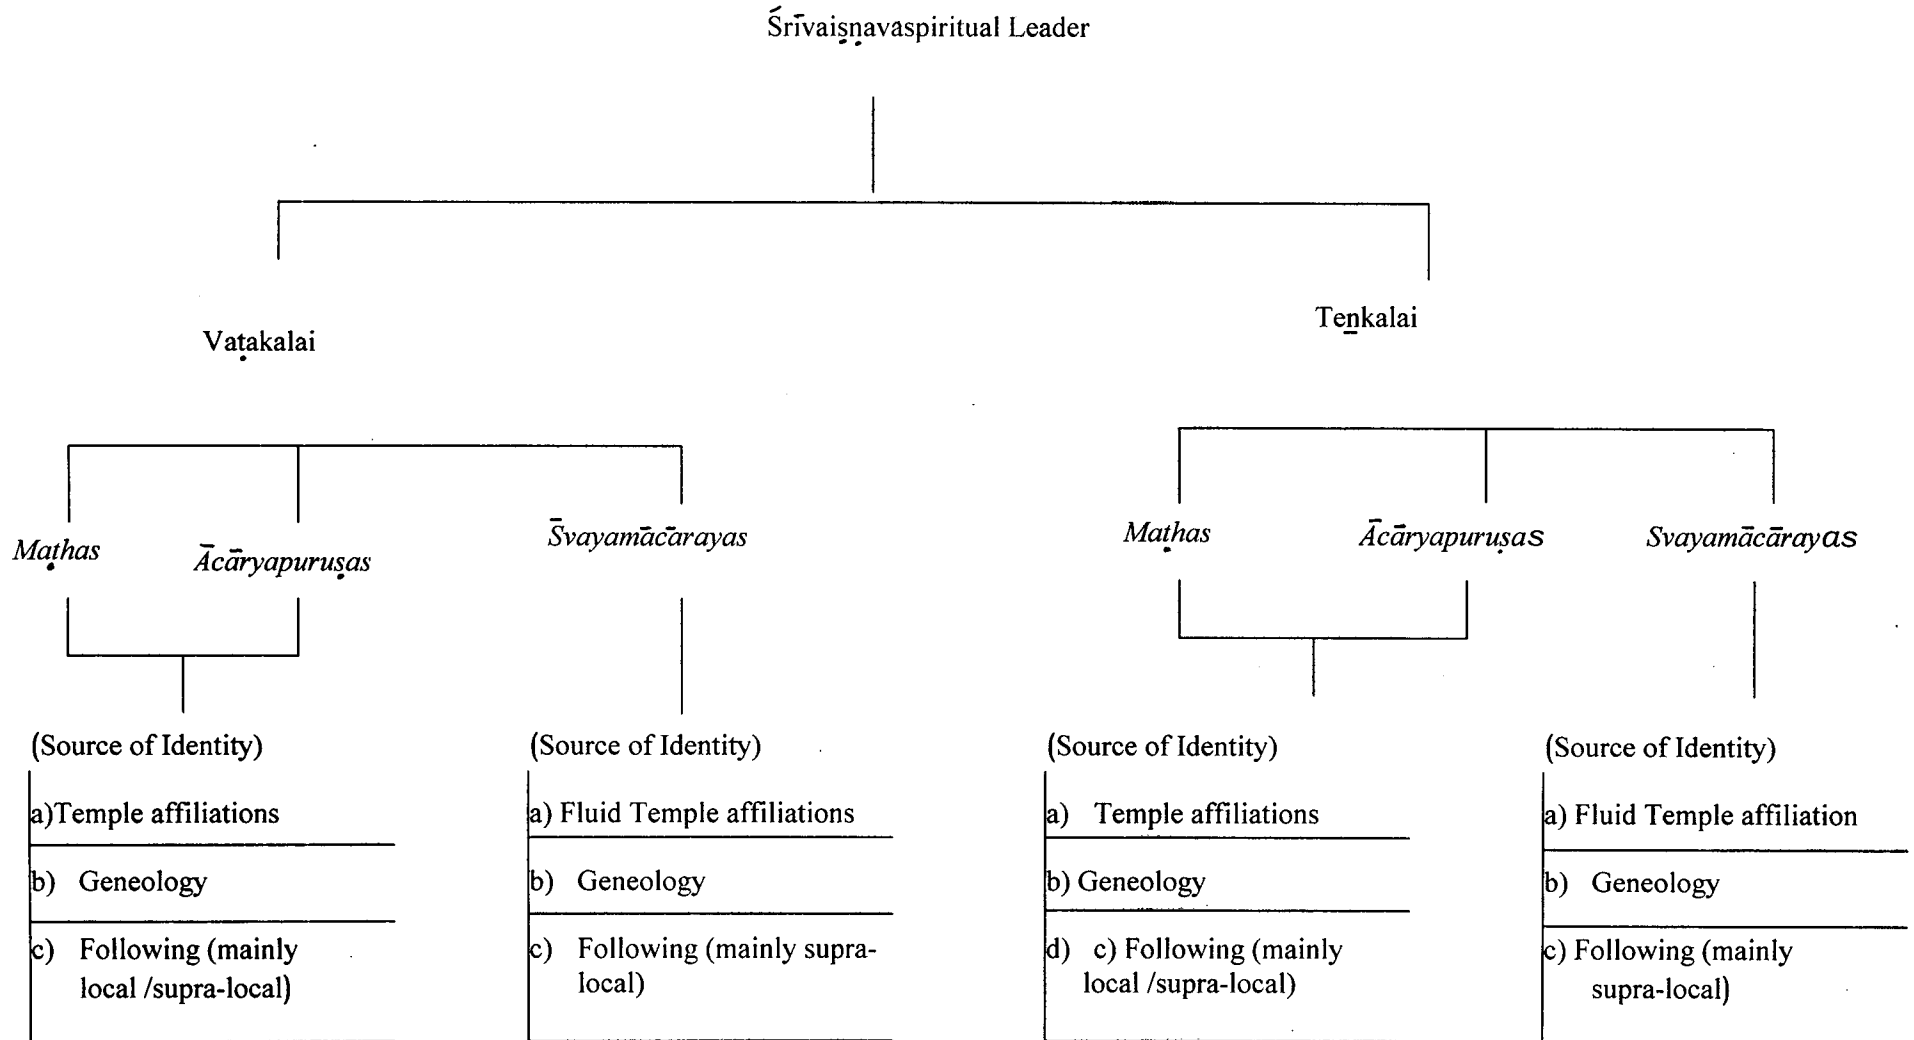 Śrīvaiṣṇavaspiritual Leader
Vaṭakalai
Teṉkalai
Maṭhas
Ācāryapuruṣas
S̄vayamācārayas
Maṭhas
Ācāryapuruṣas
Svayamācārayas
(Source of Identity)
a)Temple affiliations
b) Geneology
c) Following (mainly
local /supra-local)
(Source of Identity)
a) Fluid Temple affiliations
b) Geneology
c) Following (mainly supra-
local)
(Source of Identity)
a) Temple affiliations
b) Geneology
d) c) Following (mainly
local /supra-local)
(Source of Identity)
a) Fluid Temple affiliation
b) Geneology
c) Following (mainly
supra-local)